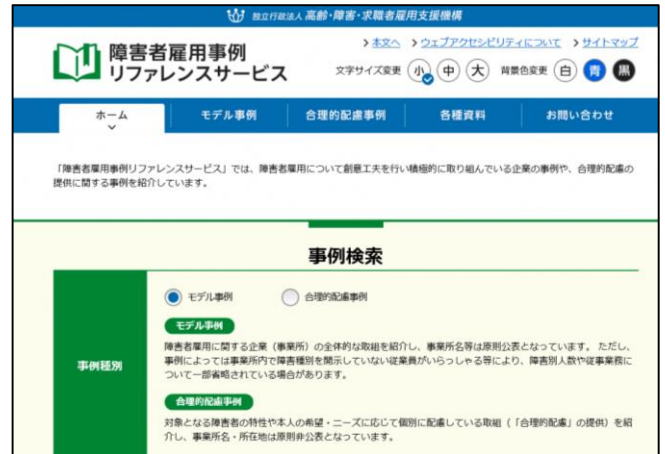 独立行政法人 高齢・障害・求職者雇用支援機構
障害者雇用事例
リファレンスサービス
本文へ ウェブアクセシビリティについて サイトマップ
文字サイズ変更 小 中 大 背景色変更 白 青 黒
ホーム モデル事例 合理的配慮事例 各種資料 お問い合わせ
「障害者雇用事例リファレンスサービス」では、障害者雇用について創意工夫を行い積極的に取り組んでいる企業の事例や、合理的配慮の
提供に関する事例を紹介しています。
事例検索
事例種別
モデル事例 合理的配慮事例
モデル事例
障害者雇用に関する企業（事業所）の全体的な取組を紹介し、事業所名等は原則公表となっています。 ただし、
事例によっては事業所内で障害種別を開示していない従業員がいらっしゃる等により、障害別人数や従事業務に
ついて一部省略されている場合があります。
合理的配慮事例
対象となる障害者の特性や本人の希望・ニーズに応じて個別に配慮している取組（「合理的配慮」の提供）を紹
介し、事業所名・所在地は原則非公表となっています。